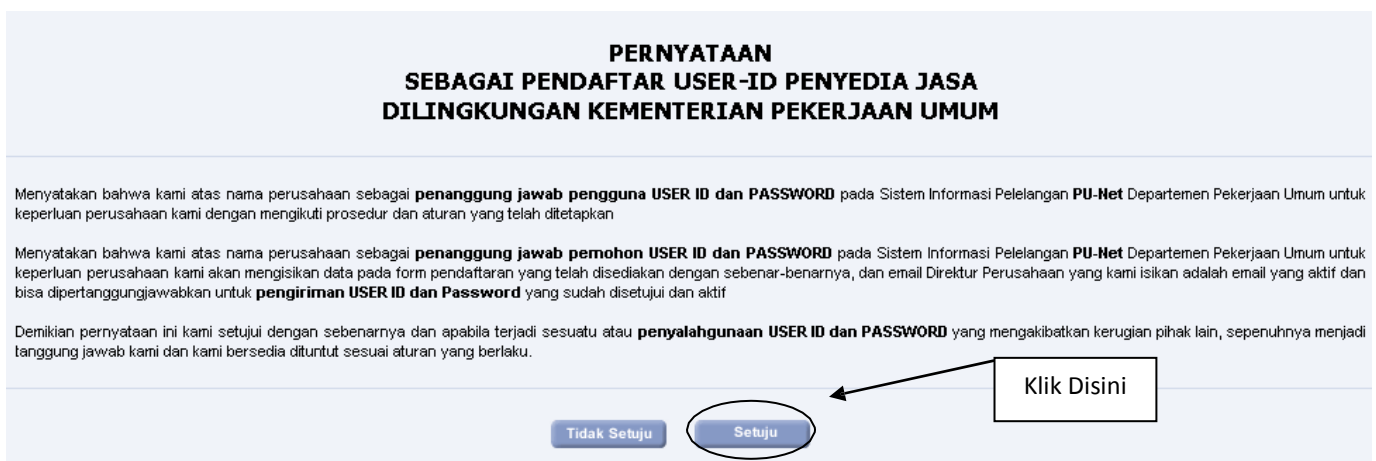 PERNYATAAN
SEBAGAI PENDAFTAR USER-ID PENYEDIA JASA
DILINGKUNGAN KEMENTERIAN PEKERJAAN UMUM
Menyatakan bahwa kami atas nama perusahaan sebagai penanggung jawab pengguna USER ID dan PASSWORD pada Sistem Informasi Pelelangan PU-Net Departemen Pekerjaan Umum untuk
keperluan perusahaan kami dengan mengikuti prosedur dan aturan yang telah ditetapkan
Menyatakan bahwa kami atas nama perusahaan sebagai penanggung jawab pemohon USER ID dan PASSWORD pada Sistem Informasi Pelelangan PU-Net Departemen Pekerjaan Umum untuk
keperluan perusahaan kami akan mengisikan data pada form pendaftaran yang telah disediakan dengan sebenar-benarnya, dan email Direktur Perusahaan yang kami isikan adalah email yang aktif dan
bisa dipertanggungjawabkan untuk pengiriman USER ID dan Password yang sudah disetujui dan aktif
Demikian pernyataan ini kami setujui dengan sebenarnya dan apabila terjadi sesuatu atau penyalahgunaan USER ID dan PASSWORD yang mengakibatkan kerugian pihak lain, sepenuhnya menjadi
tanggung jawab kami dan kami bersedia dituntut sesuai aturan yang berlaku.
Klik Disini
Tidak Setuju
Setuju